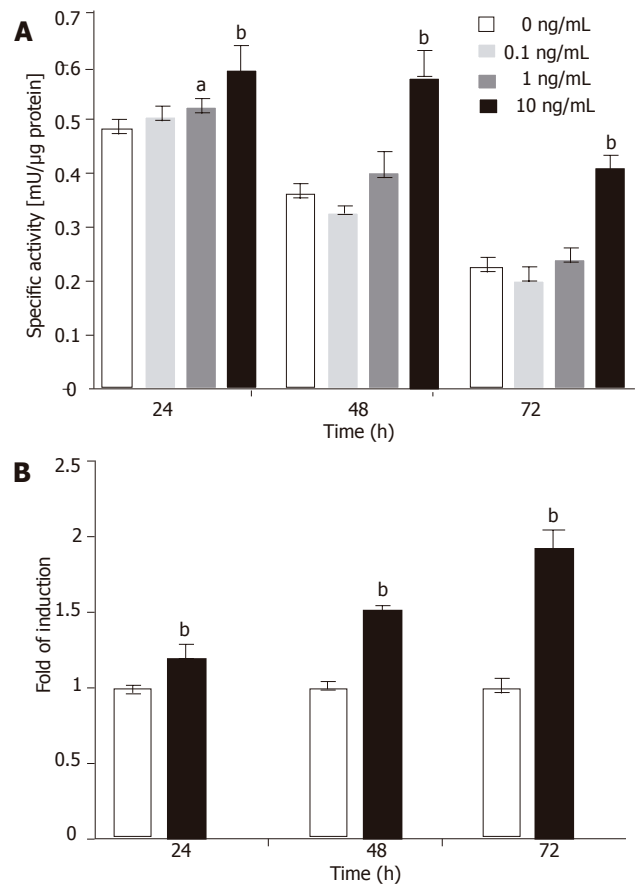 A
0 ng/mL
0.1 ng/mL
1 ng/mL
10 ng/mL
Specific activity [mU/μg protein]
0.7
0.6
0.5
0.4
0.3
0.2
0.1
0
a
b
b
b
24
48
72
Time (h)
B
Fold of induction
2.5
2
1.5
1
0.5
0
b
b
b
24
48
72
Time (h)